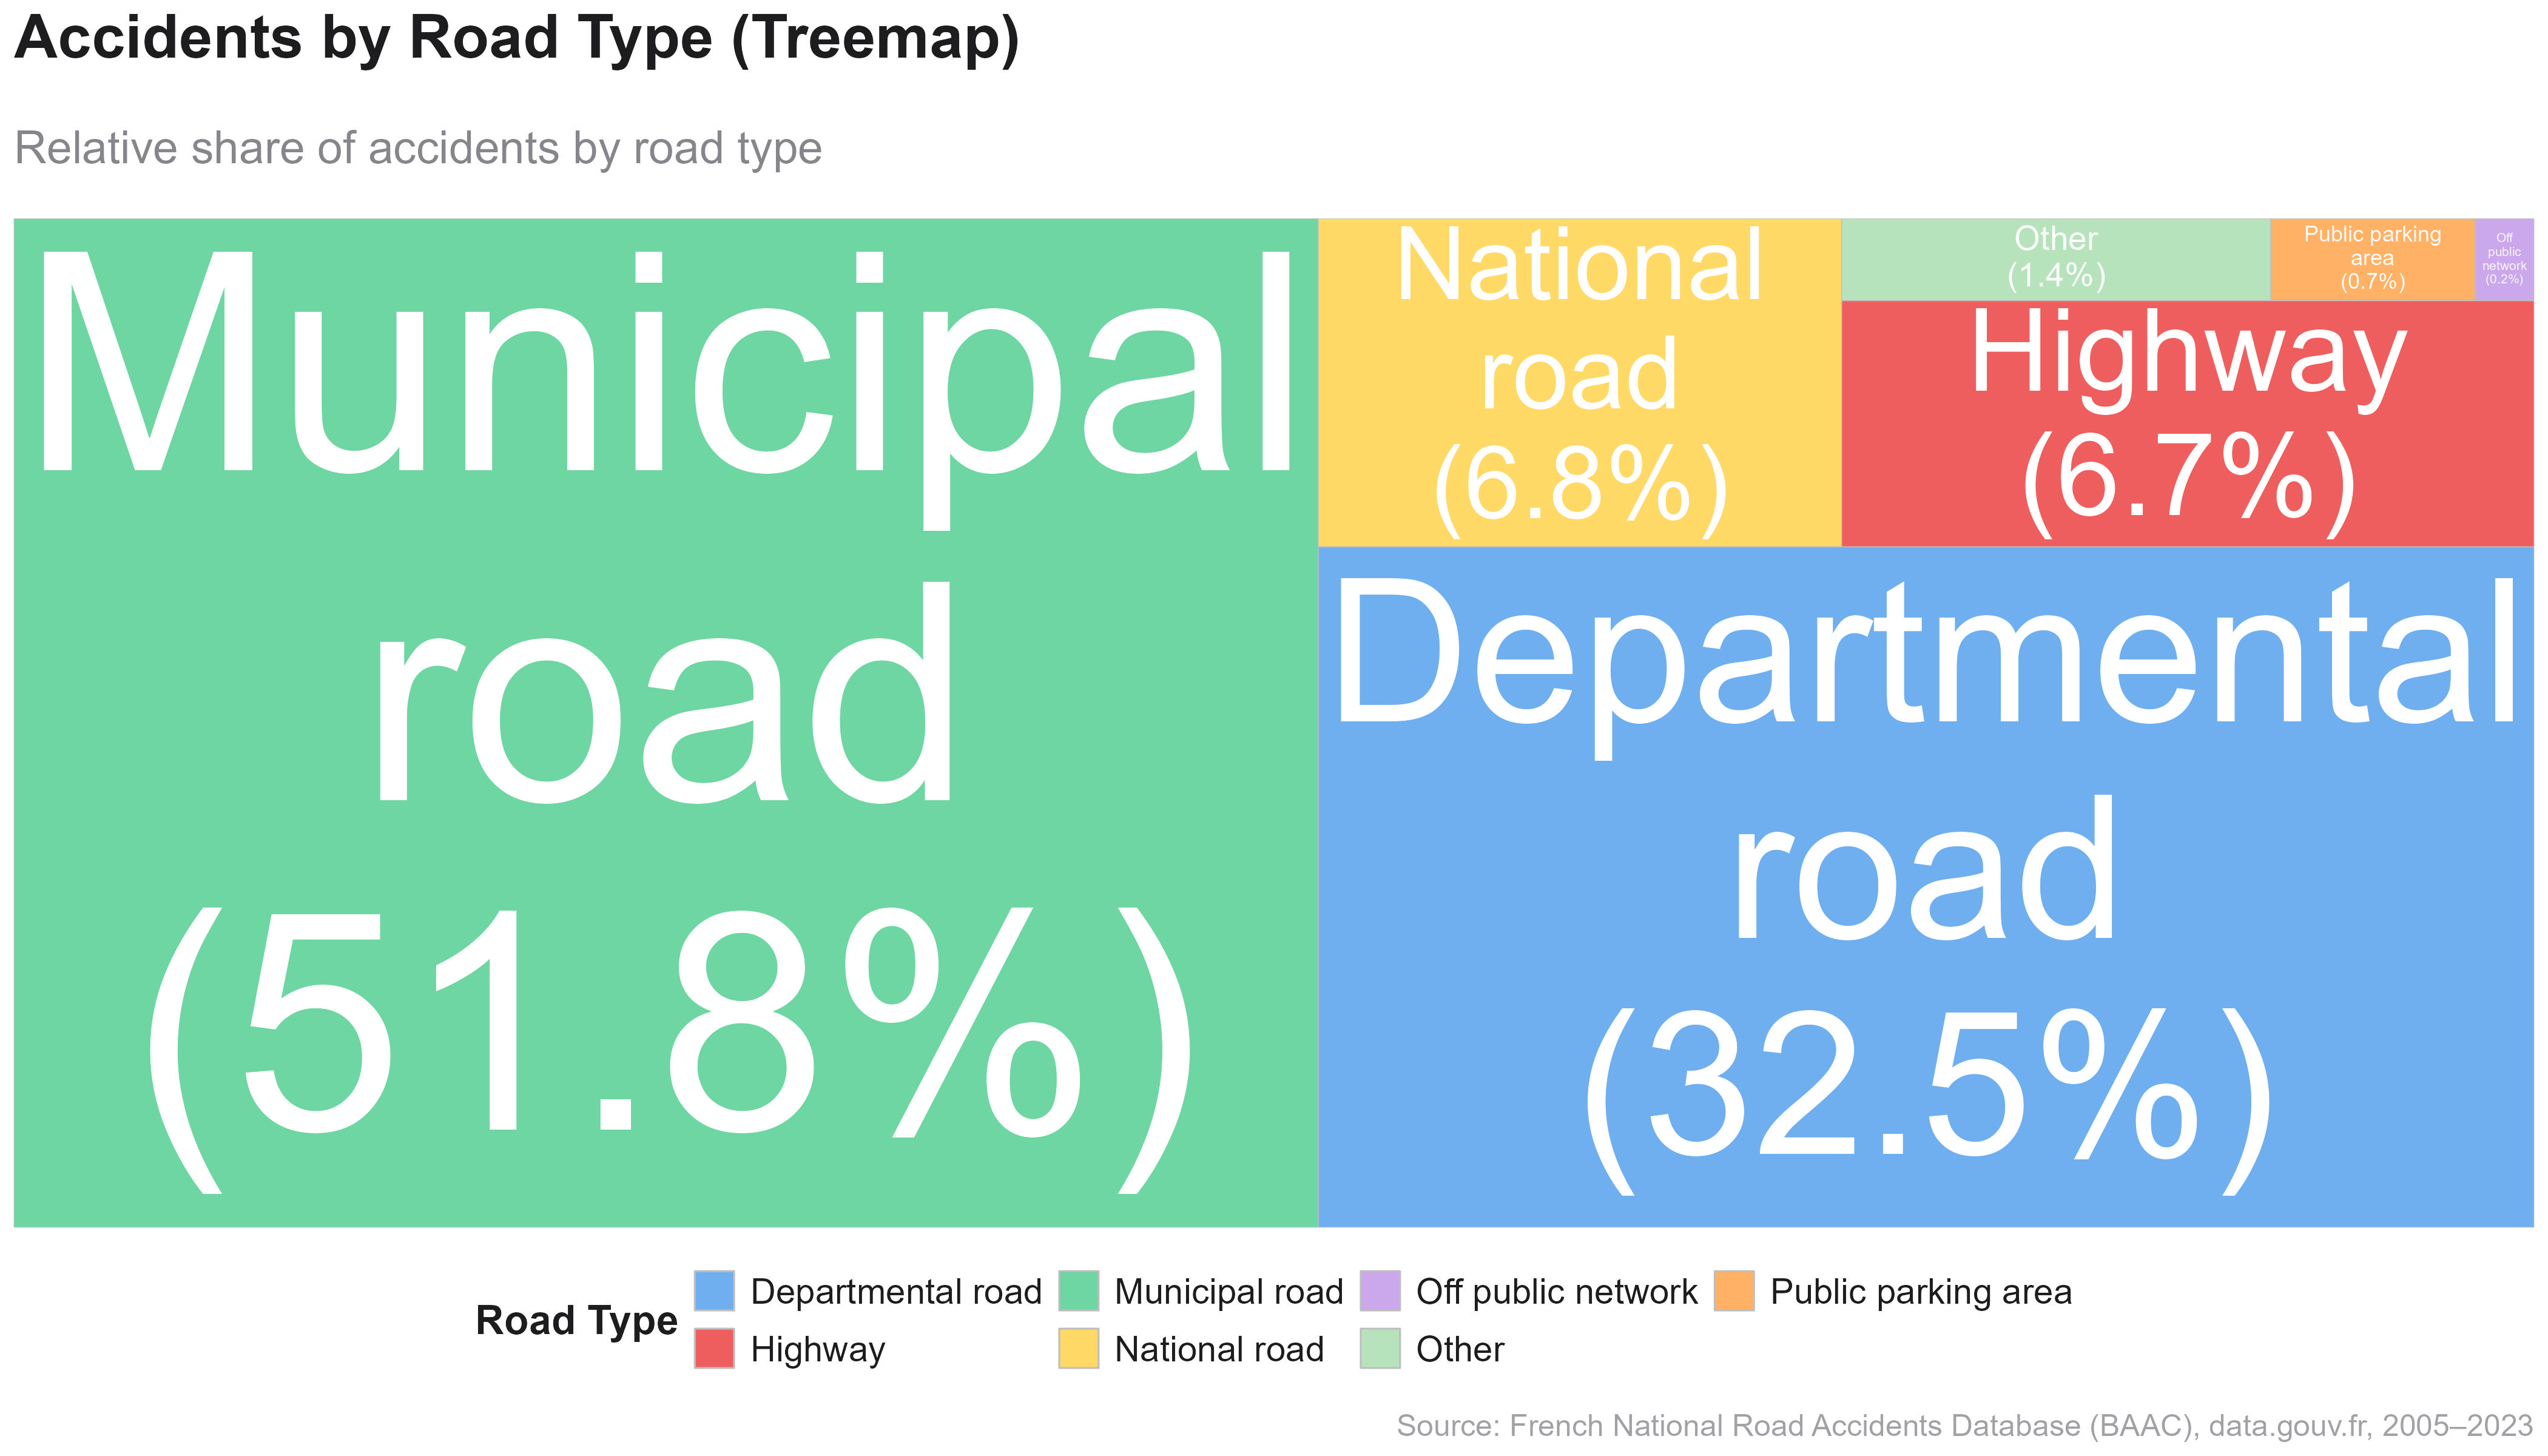 Accidents by Road Type (Treemap)
Relative share of accidents by road type
Municipal
road
(51.8%)
National
road
(6.8%)
Other
(1.4%)
Public parking
area
(0.7%)
Off
public
network
(0.2%)
Highway
(6.7%)
Departmental
road
(32.5%)
Road Type
Departmental road
Municipal road
Off public network
Public parking area
Highway
National road
Other
Source: French National Road Accidents Database (BAAC), data.gouv.fr, 2005–2023